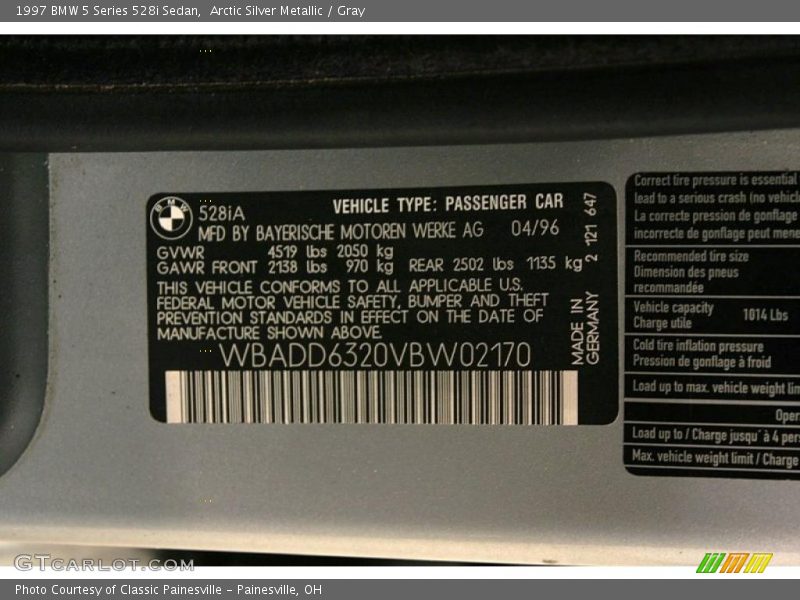 1997 BMW 5 Series 528i Sedan, Arctic Silver Metallic / Gray
BMW
528iA
VEHICLE TYPE: PASSENGER CAR
MFD BY BAYERISCHE MOTOREN WERKE AG 04/96
GVWR 4519 lbs 2050 kg
GAWR FRONT 2138 lbs 970 kg REAR 2502 lbs 1135 kg
THIS VEHICLE CONFORMS TO ALL APPLICABLE U.S.
FEDERAL MOTOR VEHICLE SAFETY, BUMPER AND THEFT
PREVENTION STANDARDS IN EFFECT ON THE DATE OF
MANUFACTURE SHOWN ABOVE.
WBADD6320VBW02170
2 121 647
MADE IN
GERMANY
Correct tire pressure is essential
lead to a serious crash (no vehicl
La correcte pression de gonflage
incorrecte de gonflage peut mene
Recommended tire size
Dimension des pneus
recommandée
Vehicle capacity
Charge utile
1014 Lbs
Cold tire inflation pressure
Pression de gonflage à froid
Load up to max. vehicle weight lim
Oper
Load up to / Charge jusqu'à 4 pers
Max. vehicle weight limit / Charge
GTCARLOT.COM
Photo Courtesy of Classic Painesville - Painesville, OH